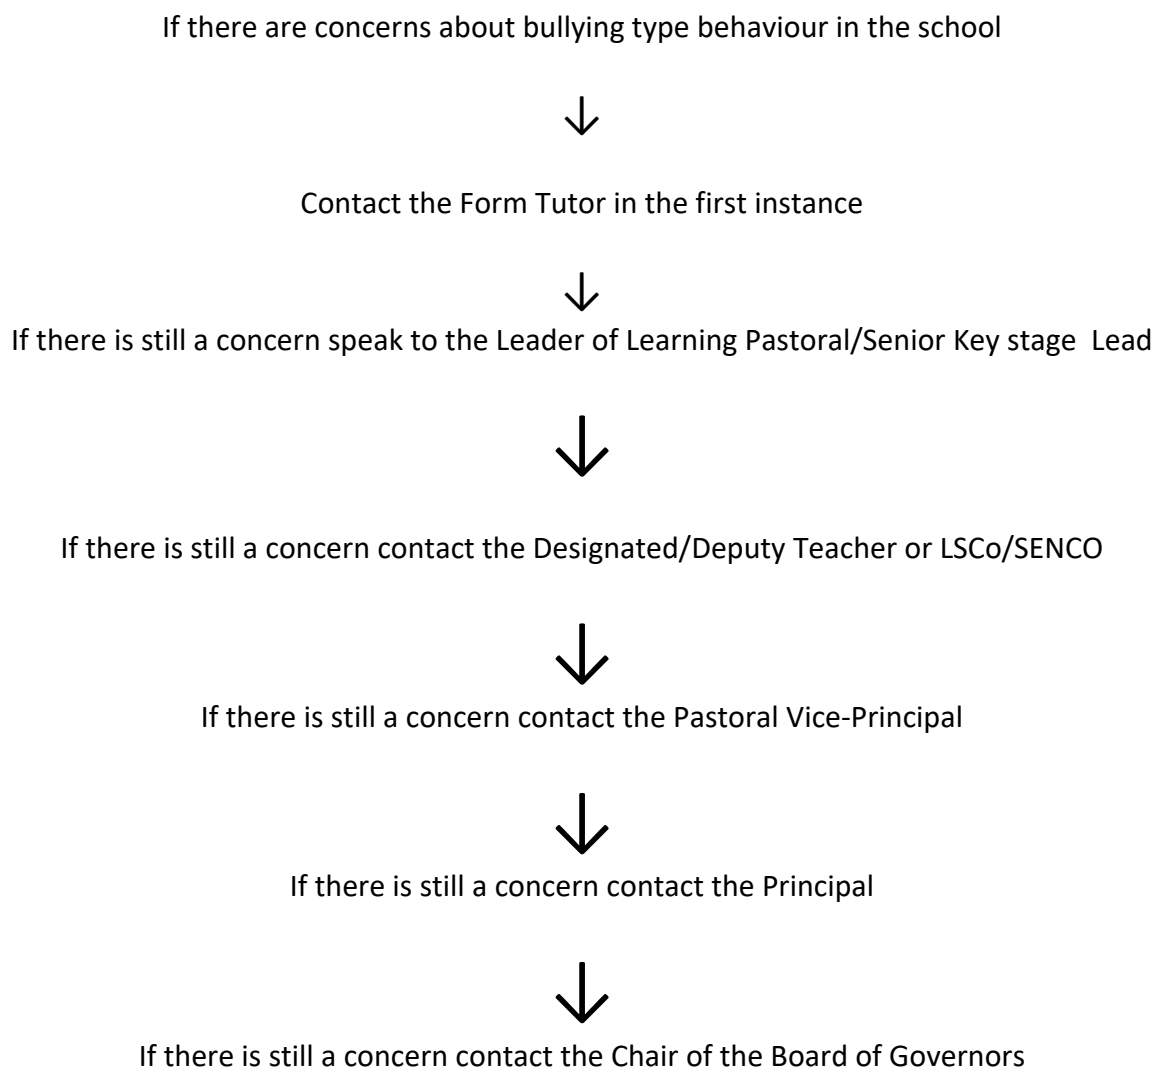 If there are concerns about bullying type behaviour in the school
Contact the Form Tutor in the first instance
If there is still a concern speak to the Leader of Learning Pastoral/Senior Key stage  Lead
If there is still a concern contact the Designated/Deputy Teacher or LSCo/SENCO
If there is still a concern contact the Pastoral Vice-Principal
If there is still a concern contact the Principal
If there is still a concern contact the Chair of the Board of Governors